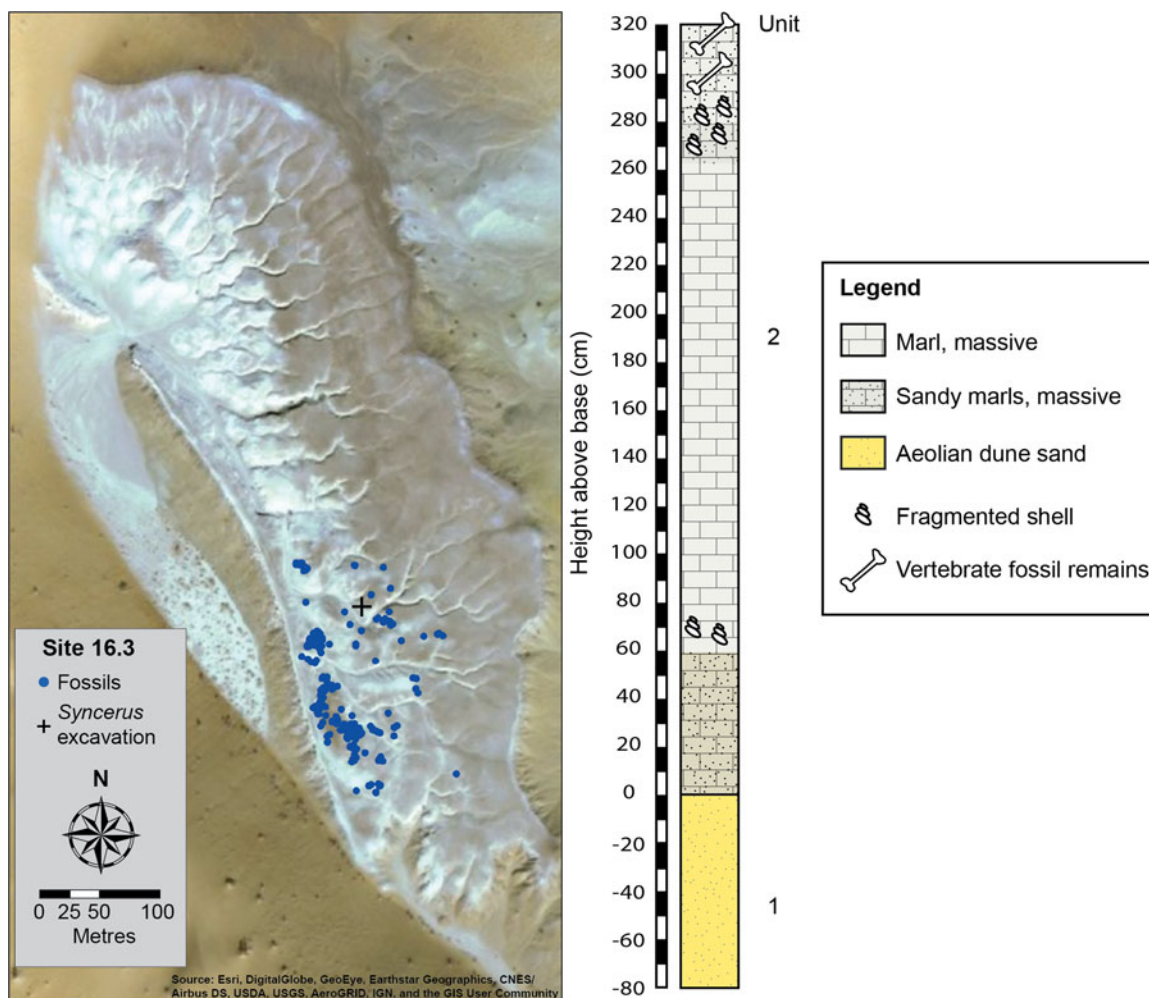 Site 16.3
Fossils
Syncerus
excavation
N
0 25 50 100
Metres
Source: Esri, DigitalGlobe, GeoEye, Earthstar Geographics, CNES/
Airbus DS, USDA, USGS, AeroGRID, IGN, and the GIS User Community
Height above base (cm)
320
300
280
260
240
220
200
180
160
140
120
100
80
60
40
20
0
-20
-40
-60
-80
Unit
2
1
Legend
Marl, massive
Sandy marls, massive
Aeolian dune sand
Fragmented shell
Vertebrate fossil remains